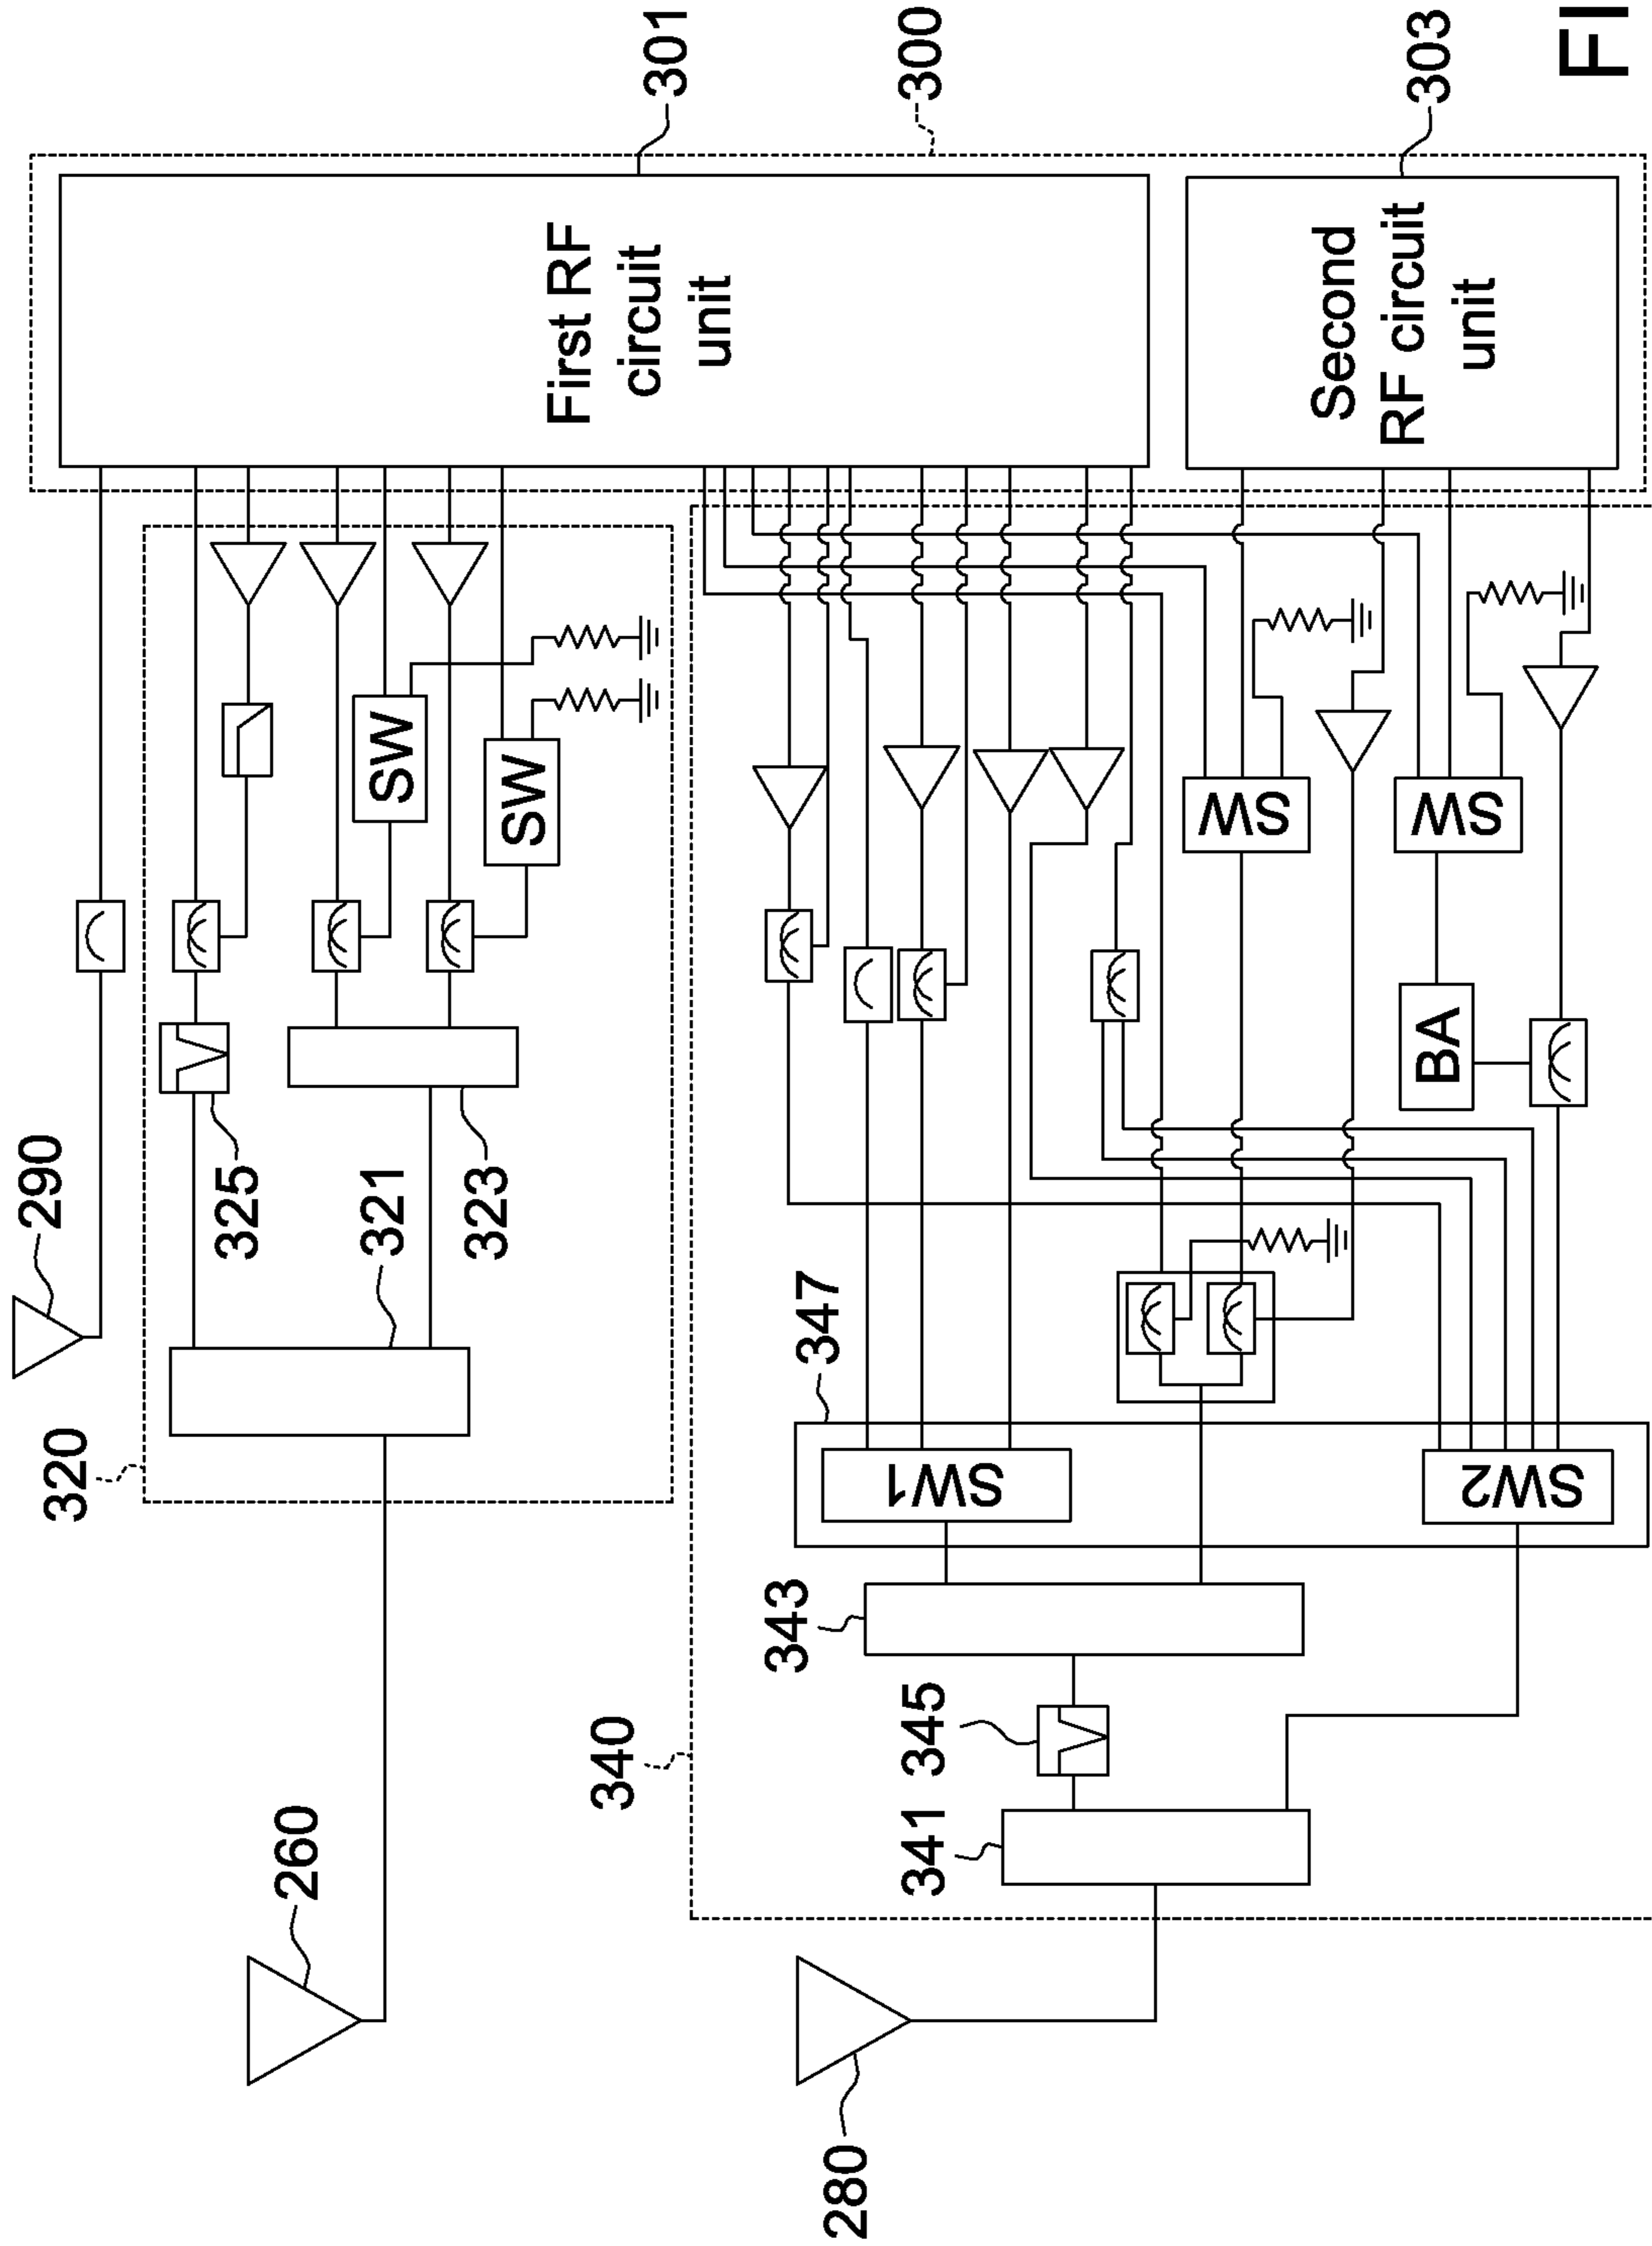 290
320
325
321
323
SW
SW
First RF
circuit
unit
301
300
260
340
347
343
345
341
SW1
SW2
SW
SW
BA
Second
RF circuit
unit
303
280
FI